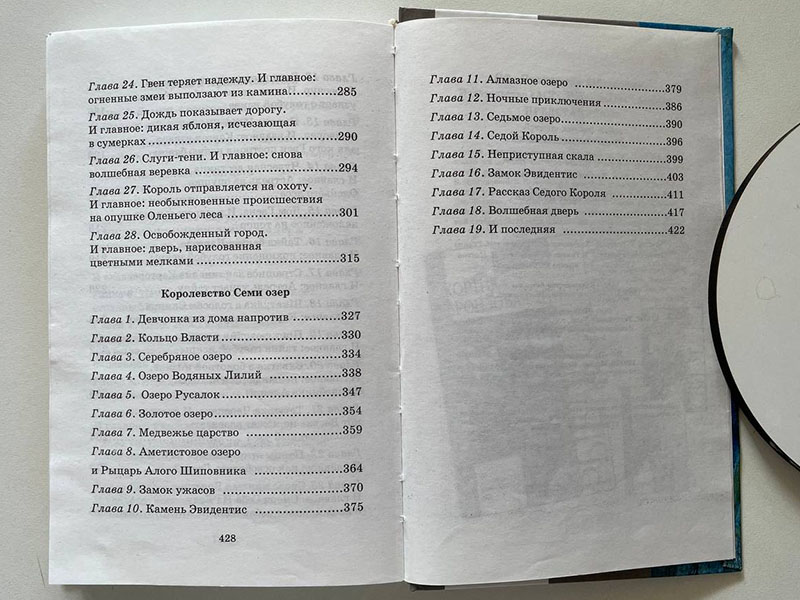 Глава 24. Гвен теряет надежду. И главное:
огненные змеи выползают из камина..............285
Глава 25. Дождь показывает дорогу.
И главное: дикая яблоня, исчезающая
в сумерках ..............290
Глава 26. Слуги-тени. И главное: снова
волшебная веревка ..............294
Глава 27. Король отправляется на охоту.
И главное: необыкновенные происшествия
на опушке Оленьего леса ..............301
Глава 28. Освобожденный город.
И главное: дверь, нарисованная
цветными мелками ..............315
Королевство Семи озер
Глава 1. Девчонка из дома напротив ..............327
Глава 2. Кольцо Власти..............330
Глава 3. Серебряное озеро ..............334
Глава 4. Озеро Водяных Лилий ..............338
Глава 5. Озеро Русалок..............347
Глава 6. Золотое озеро..............354
Глава 7. Медвежье царство ..............359
Глава 8. Аметистовое озеро
и Рыцарь Алого Шиповника ..............364
Глава 9. Замок ужасов ..............370
Глава 10. Камень Эвидентис ..............375
428
Глава 11. Алмазное озеро ..............379
Глава 12. Ночные приключения..............386
Глава 13. Седьмое озеро..............390
Глава 14. Седой Король ..............396
Глава 15. Неприступная скала ..............399
Глава 16. Замок Эвидентис ..............403
Глава 17. Рассказ Седого Короля ..............411
Глава 18. Волшебная дверь ..............417
Глава 19. И последняя ..............422